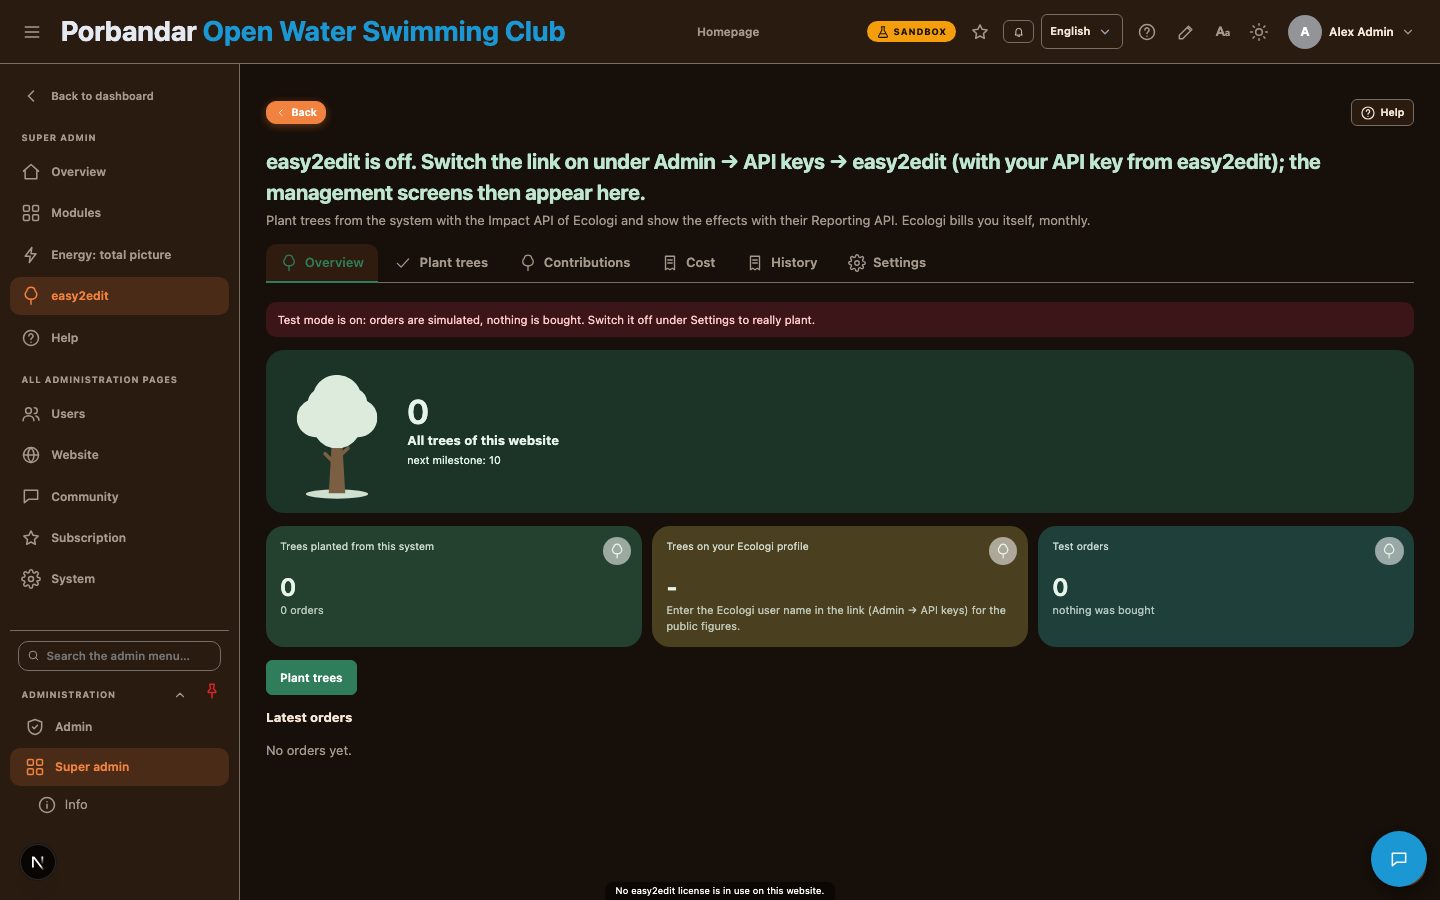 Porbandar Open Water Swimming Club
Homepage
SANDBOX
English
Aa
A
Alex Admin
Back to dashboard
SUPER ADMIN
Overview
Modules
Energy: total picture
easy2edit
Help
ALL ADMINISTRATION PAGES
Users
Website
Community
Subscription
System
Search the admin menu...
ADMINISTRATION
Admin
Super admin
Info
N
Back
Help
easy2edit is off. Switch the link on under Admin → API keys → easy2edit (with your API key from easy2edit); the
management screens then appear here.
Plant trees from the system with the Impact API of Ecologi and show the effects with their Reporting API. Ecologi bills you itself, monthly.
Overview
Plant trees
Contributions
Cost
History
Settings
Test mode is on: orders are simulated, nothing is bought. Switch it off under Settings to really plant.
0
All trees of this website
next milestone: 10
Trees planted from this system
0
0 orders
Trees on your Ecologi profile
-
Enter the Ecologi user name in the link (Admin → API keys) for the
public figures.
Test orders
0
nothing was bought
Plant trees
Latest orders
No orders yet.
No easy2edit license is in use on this website.